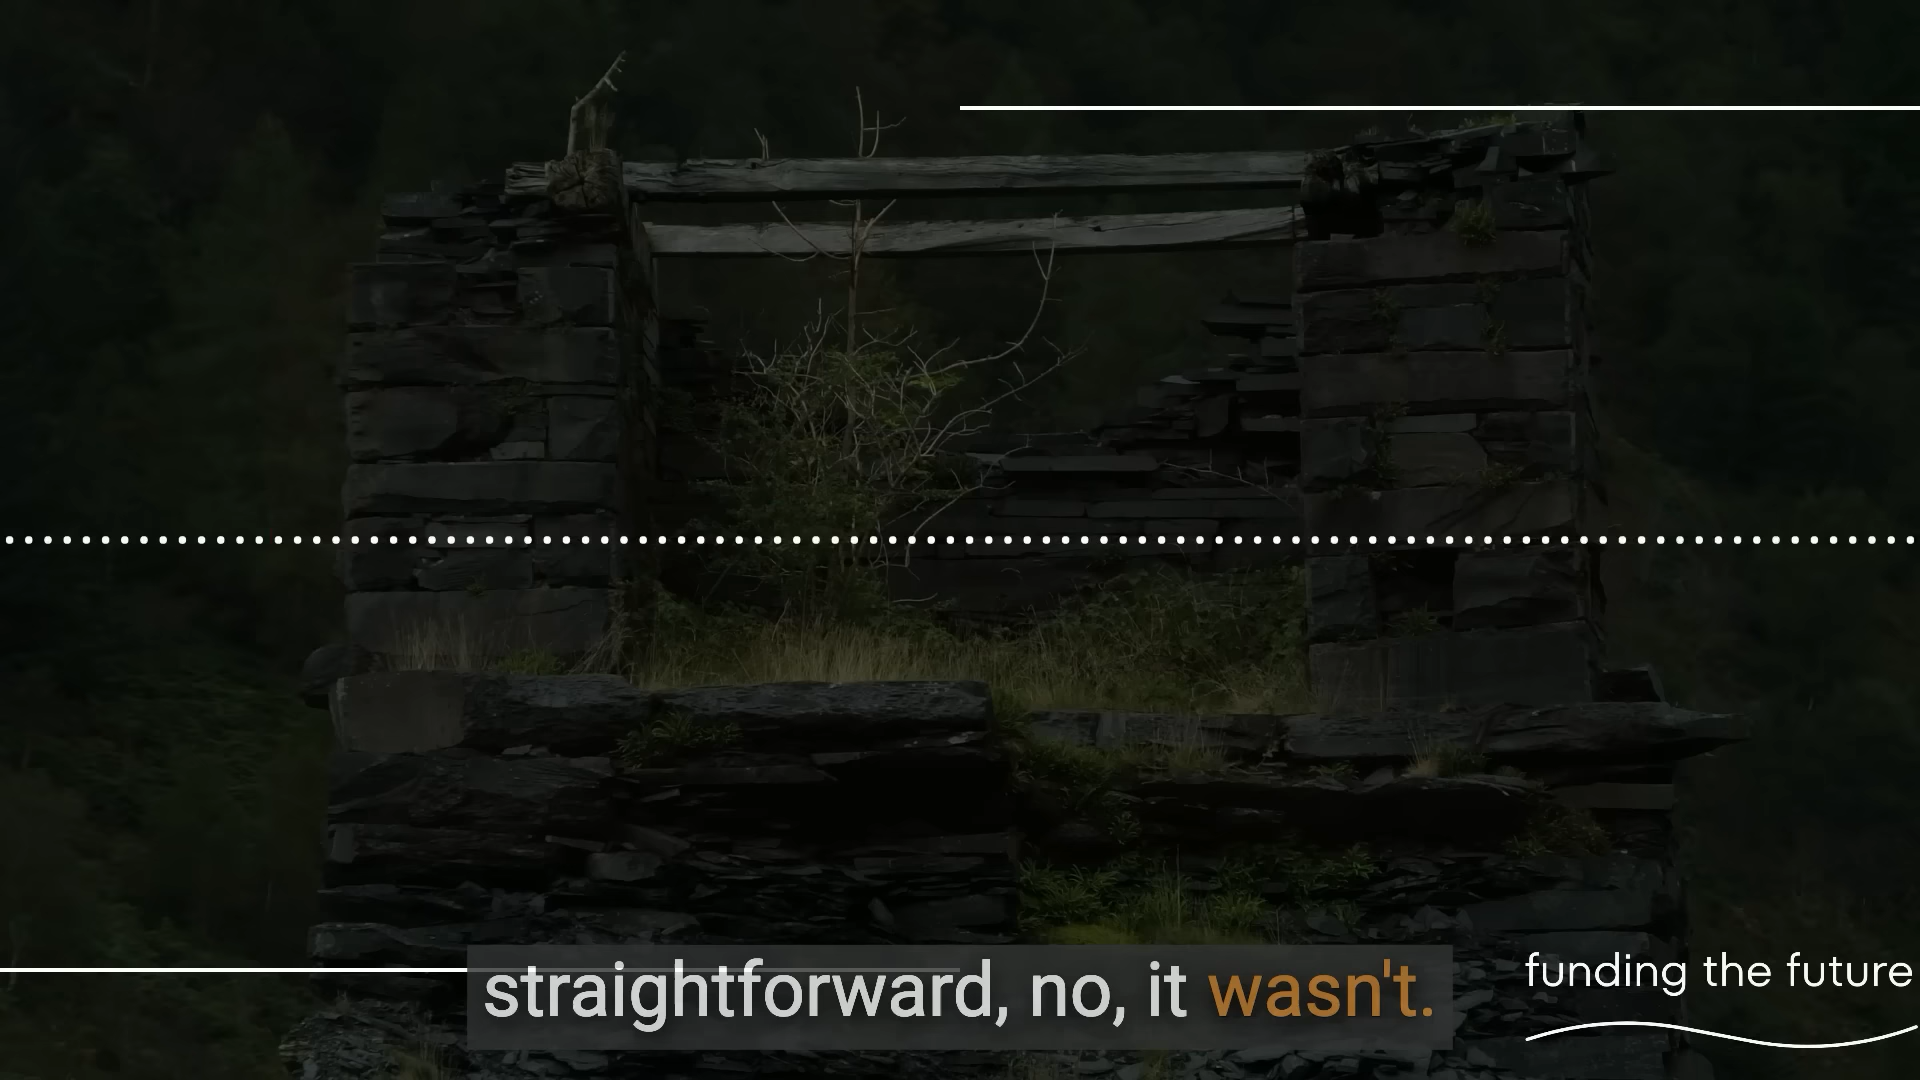 straightforward, no, it wasn't.
funding the future